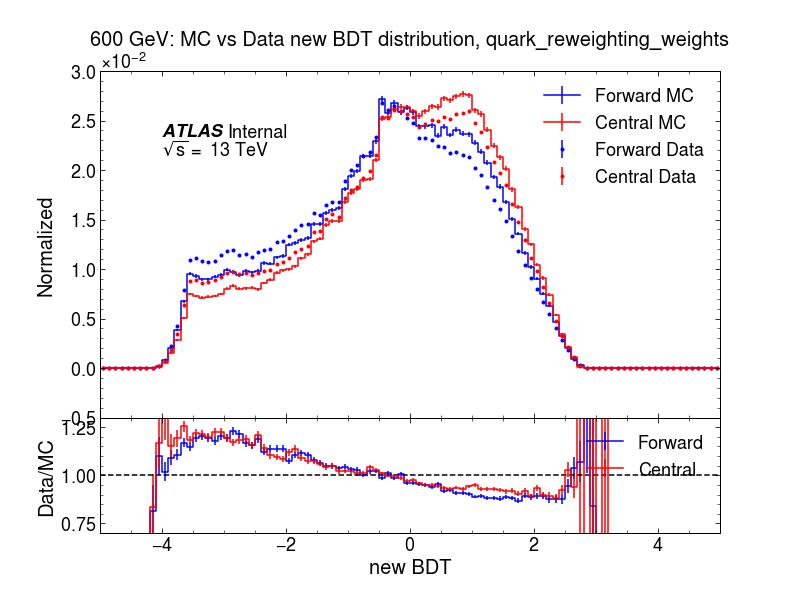 600 GeV: MC vs Data new BDT distribution, quark_reweighting_weights
×10⁻²
3.0
2.5
2.0
1.5
1.0
0.5
0.0
Normalized
ATLAS Internal
√s = 13 TeV
Forward MC
Central MC
Forward Data
Central Data
1.25
1.00
0.75
Data/MC
Forward
Central
−4 −2 0 2 4
new BDT